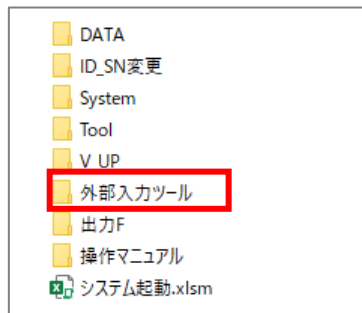 DATA
ID_SN変更
System
Tool
V_UP
外部入力ツール
出力F
操作マニュアル
システム起動.xlsm